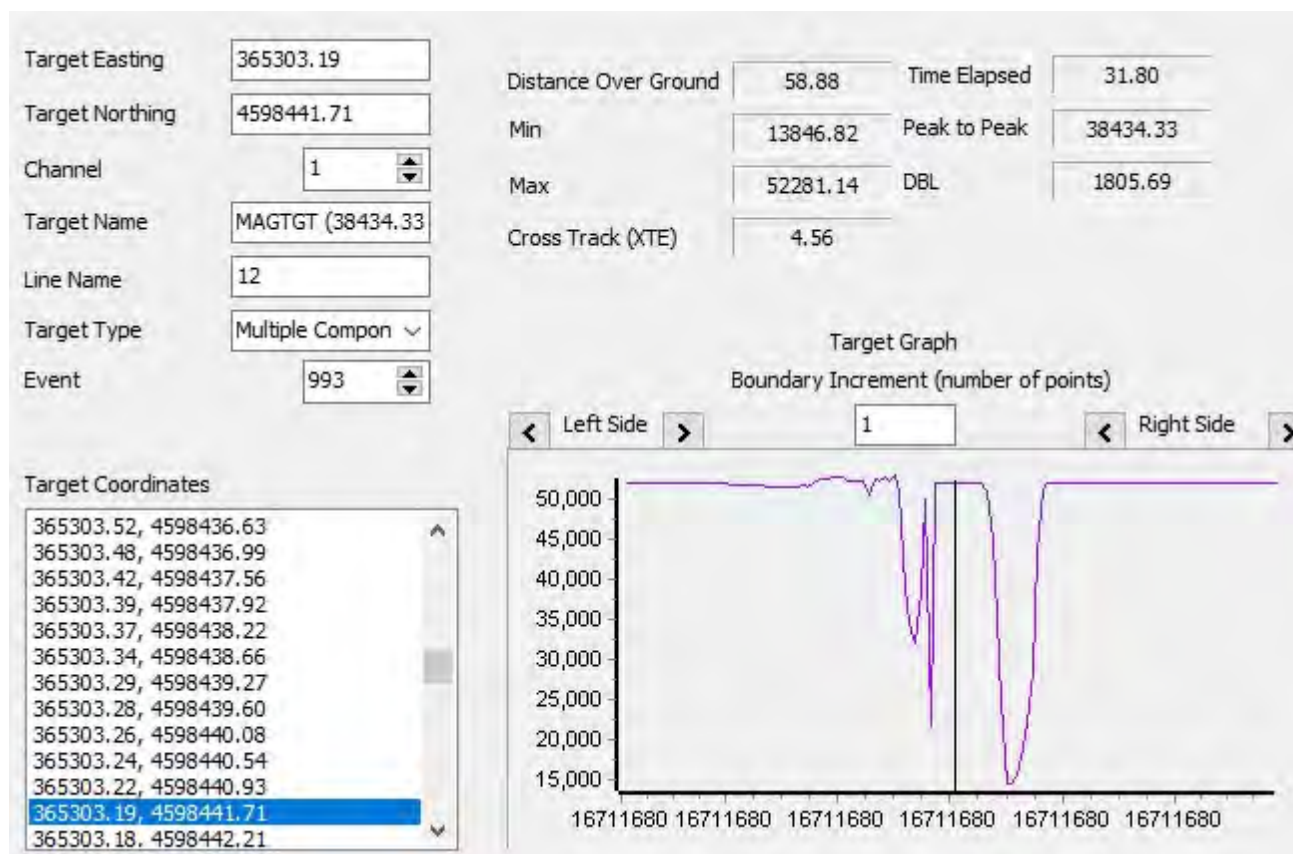 Target Easting 365303.19
Target Northing 4598441.71
Channel 1
Target Name MAGTGT (38434.33
Line Name 12
Target Type Multiple Compon
Event 993
Distance Over Ground 58.88 Time Elapsed 31.80
Min 13846.82 Peak to Peak 38434.33
Max 52281.14 DBL 1805.69
Cross Track (XTE) 4.56
Target Graph
Boundary Increment (number of points)
< Left Side > 1 < Right Side >
Target Coordinates
365303.52, 4598436.63
365303.48, 4598436.99
365303.42, 4598437.56
365303.39, 4598437.92
365303.37, 4598438.22
365303.34, 4598438.66
365303.29, 4598439.27
365303.28, 4598439.60
365303.26, 4598440.08
365303.24, 4598440.54
365303.22, 4598440.93
365303.19, 4598441.71
365303.18, 4598442.21
50,000
45,000
40,000
35,000
30,000
25,000
20,000
15,000
16711680 16711680 16711680 16711680 16711680 16711680